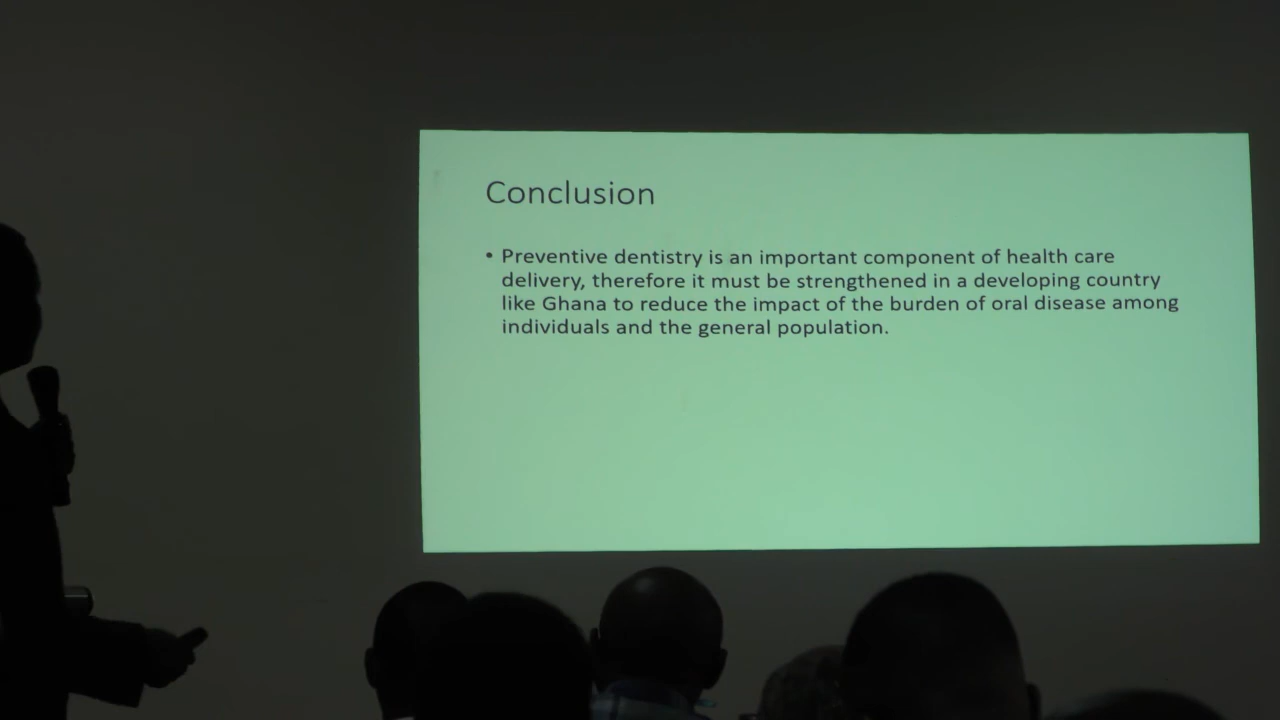 Conclusion
• Preventive dentistry is an important component of health care
delivery, therefore it must be strengthened in a developing country
like Ghana to reduce the impact of the burden of oral disease among
individuals and the general population.